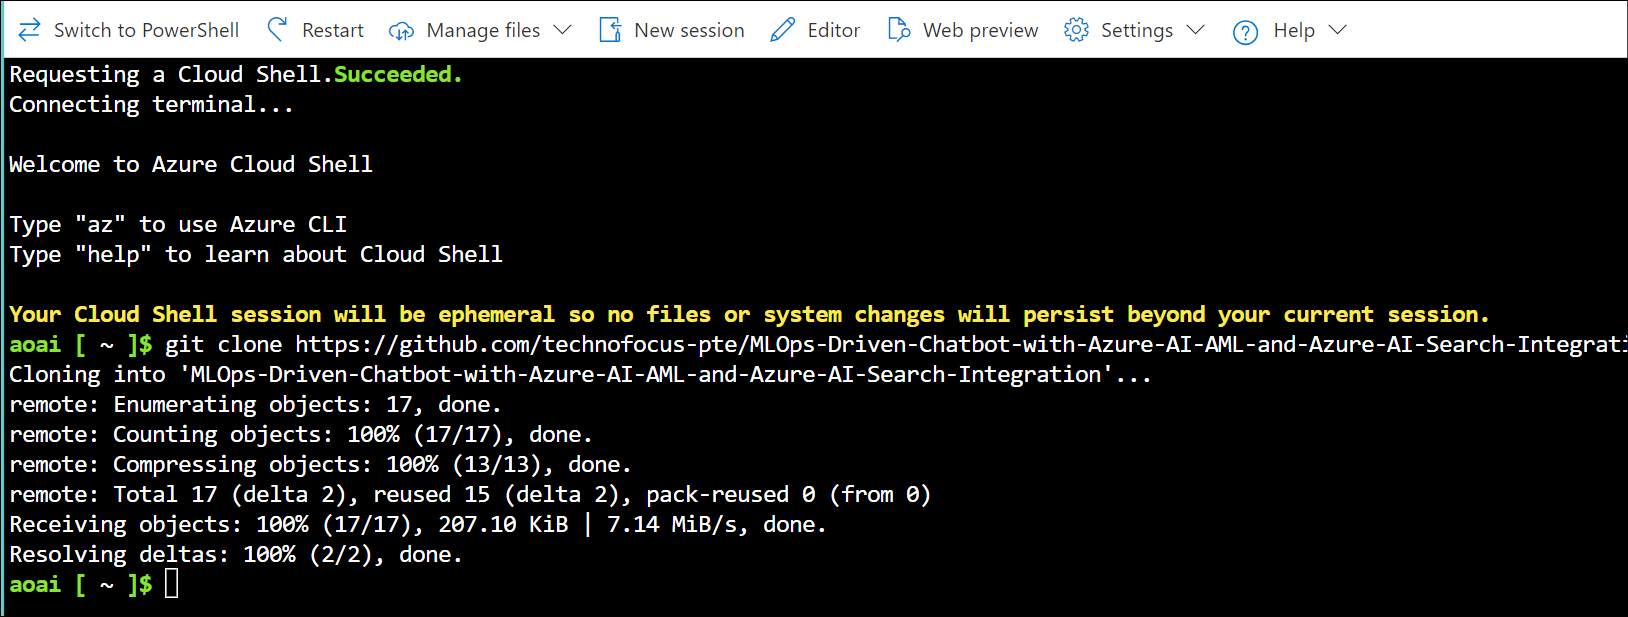 Switch to PowerShell Restart Manage files New session Editor Web preview Settings Help
Requesting a Cloud Shell.Succeeded.
Connecting terminal...
Welcome to Azure Cloud Shell
Type "az" to use Azure CLI
Type "help" to learn about Cloud Shell
Your Cloud Shell session will be ephemeral so no files or system changes will persist beyond your current session.
aoai [ ~ ]$ git clone https://github.com/technofocus-pte/MLOps-Driven-Chatbot-with-Azure-AI-AML-and-Azure-AI-Search-Integrati
Cloning into 'MLOps-Driven-Chatbot-with-Azure-AI-AML-and-Azure-AI-Search-Integration'...
remote: Enumerating objects: 17, done.
remote: Counting objects: 100% (17/17), done.
remote: Compressing objects: 100% (13/13), done.
remote: Total 17 (delta 2), reused 15 (delta 2), pack-reused 0 (from 0)
Receiving objects: 100% (17/17), 207.10 KiB | 7.14 MiB/s, done.
Resolving deltas: 100% (2/2), done.
aoai [ ~ ]$